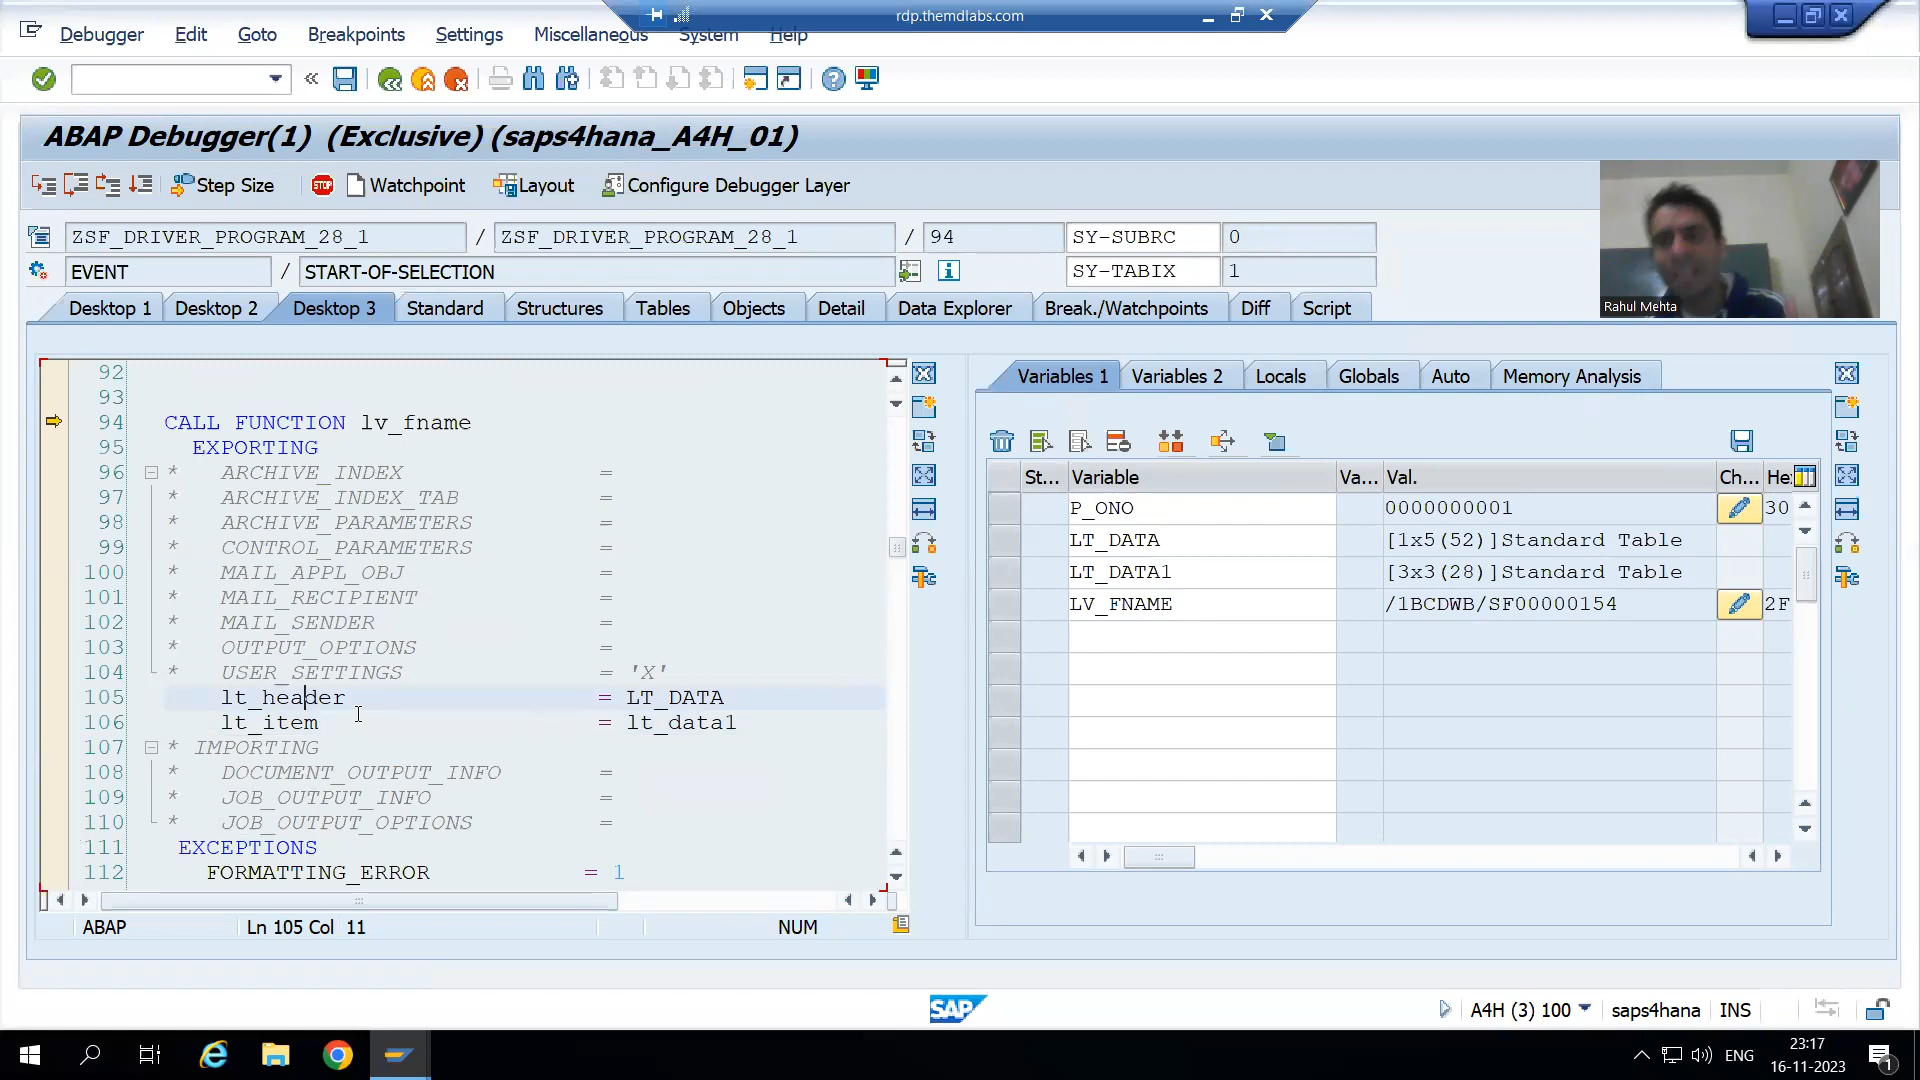 rdp.themdlabs.com
Debugger Edit Goto Breakpoints Settings Miscellaneous System Help
ABAP Debugger(1) (Exclusive) (saps4hana_A4H_01)
Step Size STOP Watchpoint Layout Configure Debugger Layer
ZSF_DRIVER_PROGRAM_28_1 / ZSF_DRIVER_PROGRAM_28_1 / 94 SY-SUBRC 0
EVENT / START-OF-SELECTION SY-TABIX 1
Rahul Mehta
Desktop 1 Desktop 2 Desktop 3 Standard Structures Tables Objects Detail Data Explorer Break./Watchpoints Diff Script
92
93
94 CALL FUNCTION lv_fname
95 EXPORTING
96 * ARCHIVE_INDEX =
97 * ARCHIVE_INDEX_TAB =
98 * ARCHIVE_PARAMETERS =
99 * CONTROL_PARAMETERS =
100 * MAIL_APPL_OBJ =
101 * MAIL_RECIPIENT =
102 * MAIL_SENDER =
103 * OUTPUT_OPTIONS =
104 * USER_SETTINGS = 'X'
105 lt_header = LT_DATA
106 lt_item = lt_data1
107 * IMPORTING
108 * DOCUMENT_OUTPUT_INFO =
109 * JOB_OUTPUT_INFO =
110 * JOB_OUTPUT_OPTIONS =
111 EXCEPTIONS
112 FORMATTING_ERROR = 1
ABAP Ln 105 Col 11 NUM
Variables 1 Variables 2 Locals Globals Auto Memory Analysis
St... Variable Va... Val. Ch... He
P_ONO 0000000001 30
LT_DATA [1x5(52)]Standard Table
LT_DATA1 [3x3(28)]Standard Table
LV_FNAME /1BCDWB/SF00000154 2F
SAP
A4H (3) 100 saps4hana INS
ENG 23:17
16-11-2023
1